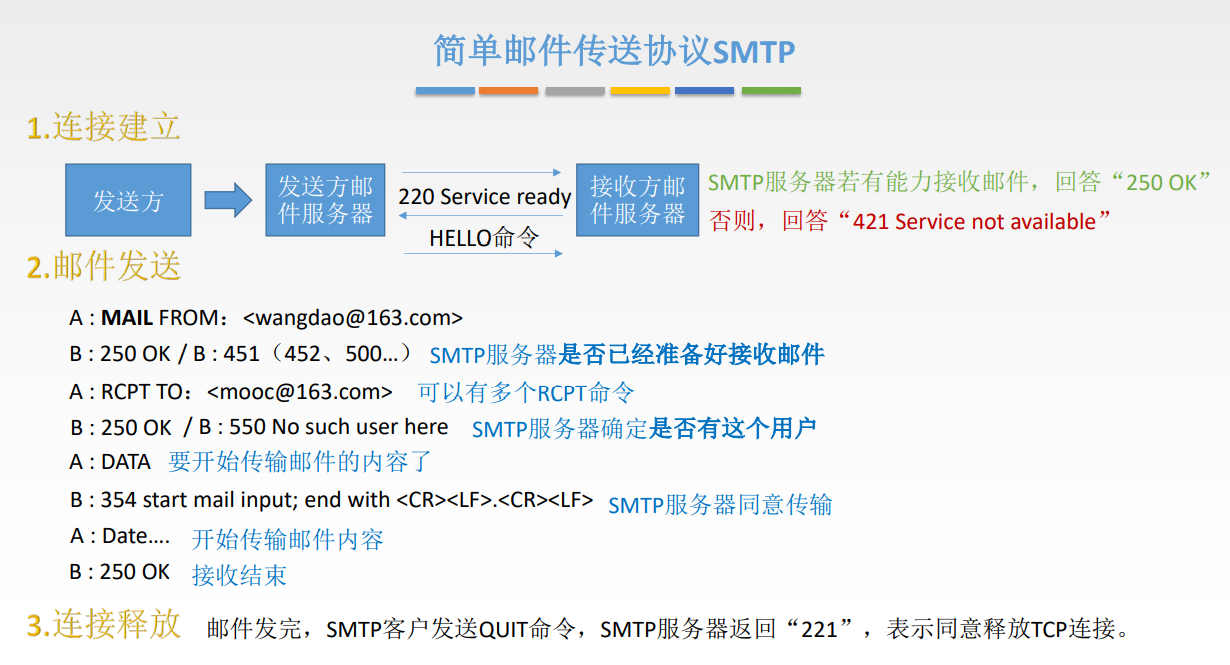 简单邮件传送协议SMTP
1.连接建立
发送方
发送方邮
件服务器
220 Service ready
HELLO命令
接收方邮
件服务器
SMTP服务器若有能力接收邮件，回答“250 OK”
否则，回答“421 Service not available”
2.邮件发送
A : MAIL FROM：<wangdao@163.com>
B : 250 OK / B : 451（452、500…） SMTP服务器是否已经准备好接收邮件
A : RCPT TO：<mooc@163.com> 可以有多个RCPT命令
B : 250 OK / B : 550 No such user here SMTP服务器确定是否有这个用户
A : DATA 要开始传输邮件的内容了
B : 354 start mail input; end with <CR><LF>.<CR><LF> SMTP服务器同意传输
A : Date…. 开始传输邮件内容
B : 250 OK 接收结束
3.连接释放 邮件发完，SMTP客户发送QUIT命令，SMTP服务器返回“221”，表示同意释放TCP连接。